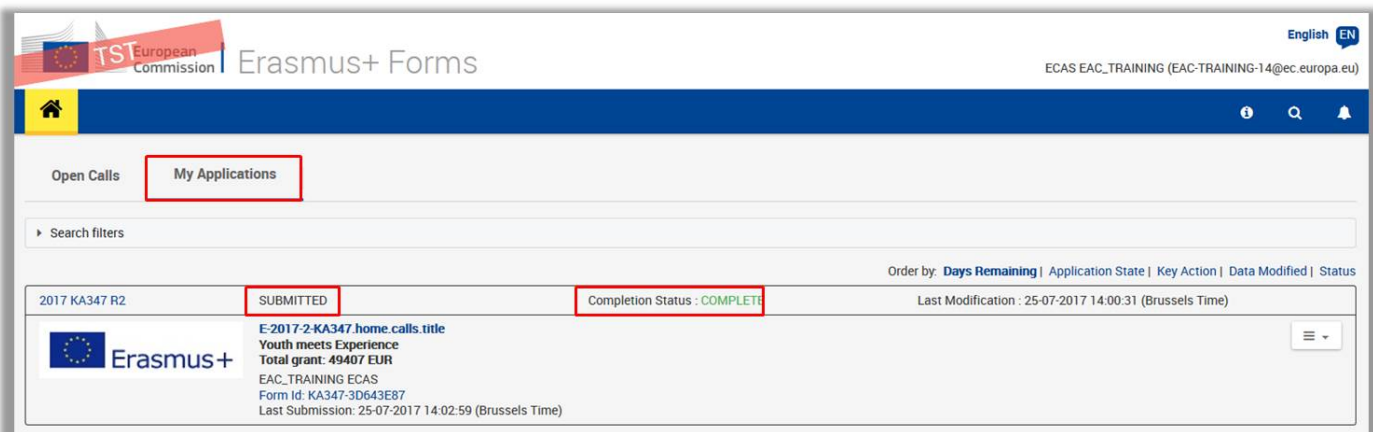 TST
European
Commission
Erasmus+ Forms
English EN
ECAS EAC_TRAINING (EAC-TRAINING-14@ec.europa.eu)
Open Calls My Applications
Search filters
Order by: Days Remaining | Application State | Key Action | Data Modified | Status
2017 KA347 R2 SUBMITTED Completion Status : COMPLETE Last Modification : 25-07-2017 14:00:31 (Brussels Time)
Erasmus+
E-2017-2-KA347.home.calls.title
Youth meets Experience
Total grant: 49407 EUR
EAC_TRAINING ECAS
Form Id: KA347-3D643E87
Last Submission: 25-07-2017 14:02:59 (Brussels Time)